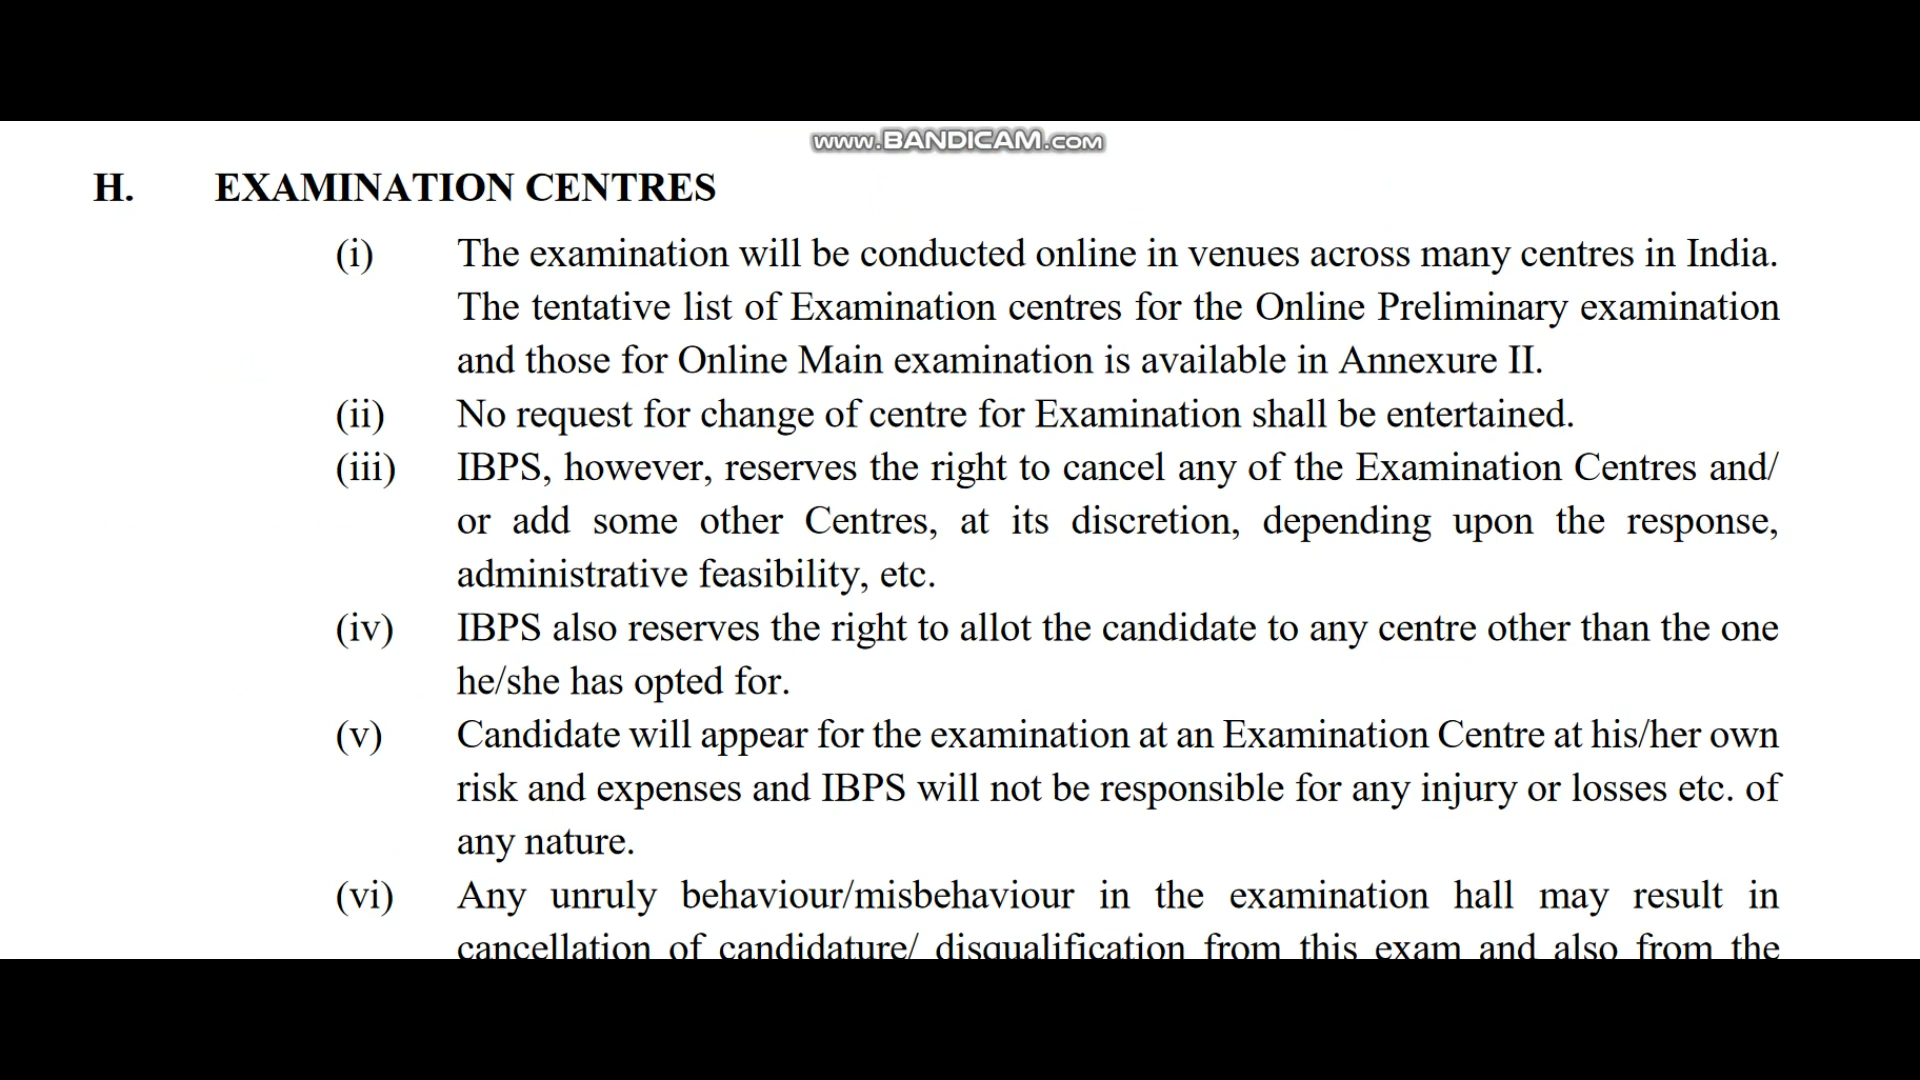 www.BANDICAM.com
H. EXAMINATION CENTRES
(i) The examination will be conducted online in venues across many centres in India.
The tentative list of Examination centres for the Online Preliminary examination
and those for Online Main examination is available in Annexure II.
(ii) No request for change of centre for Examination shall be entertained.
(iii) IBPS, however, reserves the right to cancel any of the Examination Centres and/
or add some other Centres, at its discretion, depending upon the response,
administrative feasibility, etc.
(iv) IBPS also reserves the right to allot the candidate to any centre other than the one
he/she has opted for.
(v) Candidate will appear for the examination at an Examination Centre at his/her own
risk and expenses and IBPS will not be responsible for any injury or losses etc. of
any nature.
(vi) Any unruly behaviour/misbehaviour in the examination hall may result in
cancellation of candidature/ disqualification from this exam and also from the